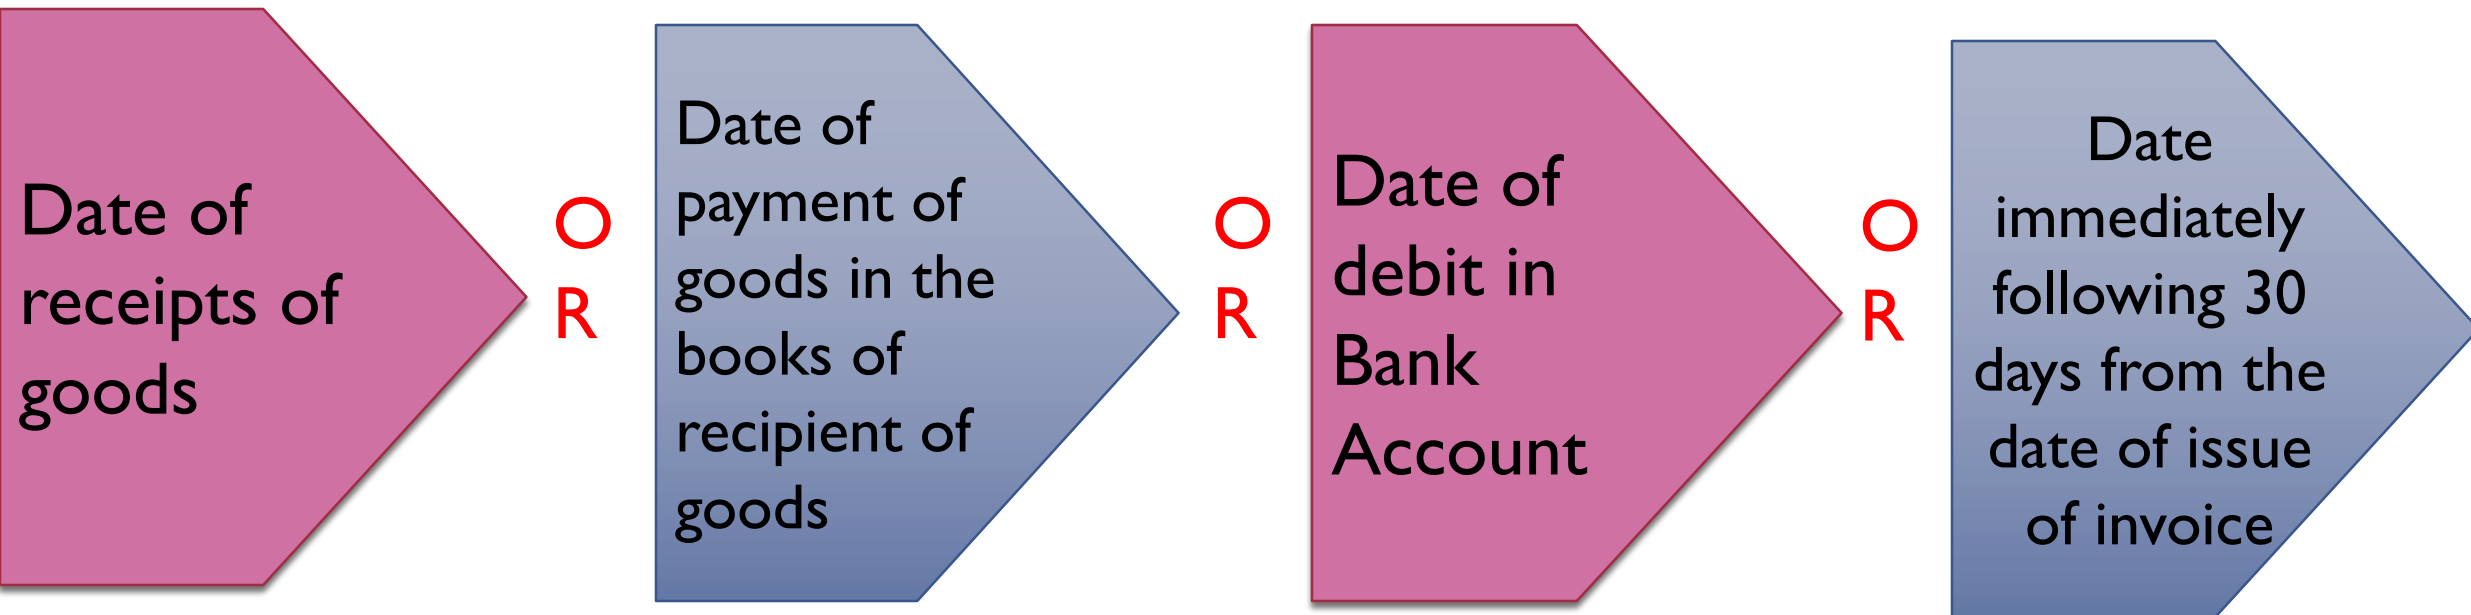 Date of
receipts of
goods
O
R
Date of
payment of
goods in the
books of
recipient of
goods
O
R
Date of
debit in
Bank
Account
O
R
Date
immediately
following 30
days from the
date of issue
of invoice